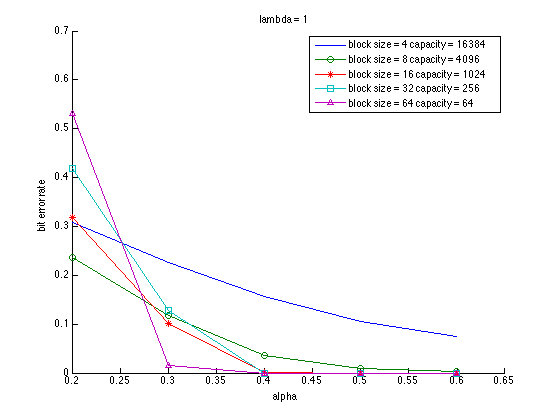 lambda = 1
0.7
0.6
0.5
0.4
0.3
0.2
0.1
0
bit error rate
block size = 4 capacity = 16384
block size = 8 capacity = 4096
block size = 16 capacity = 1024
block size = 32 capacity = 256
block size = 64 capacity = 64
0.2 0.25 0.3 0.35 0.4 0.45 0.5 0.55 0.6 0.65
alpha